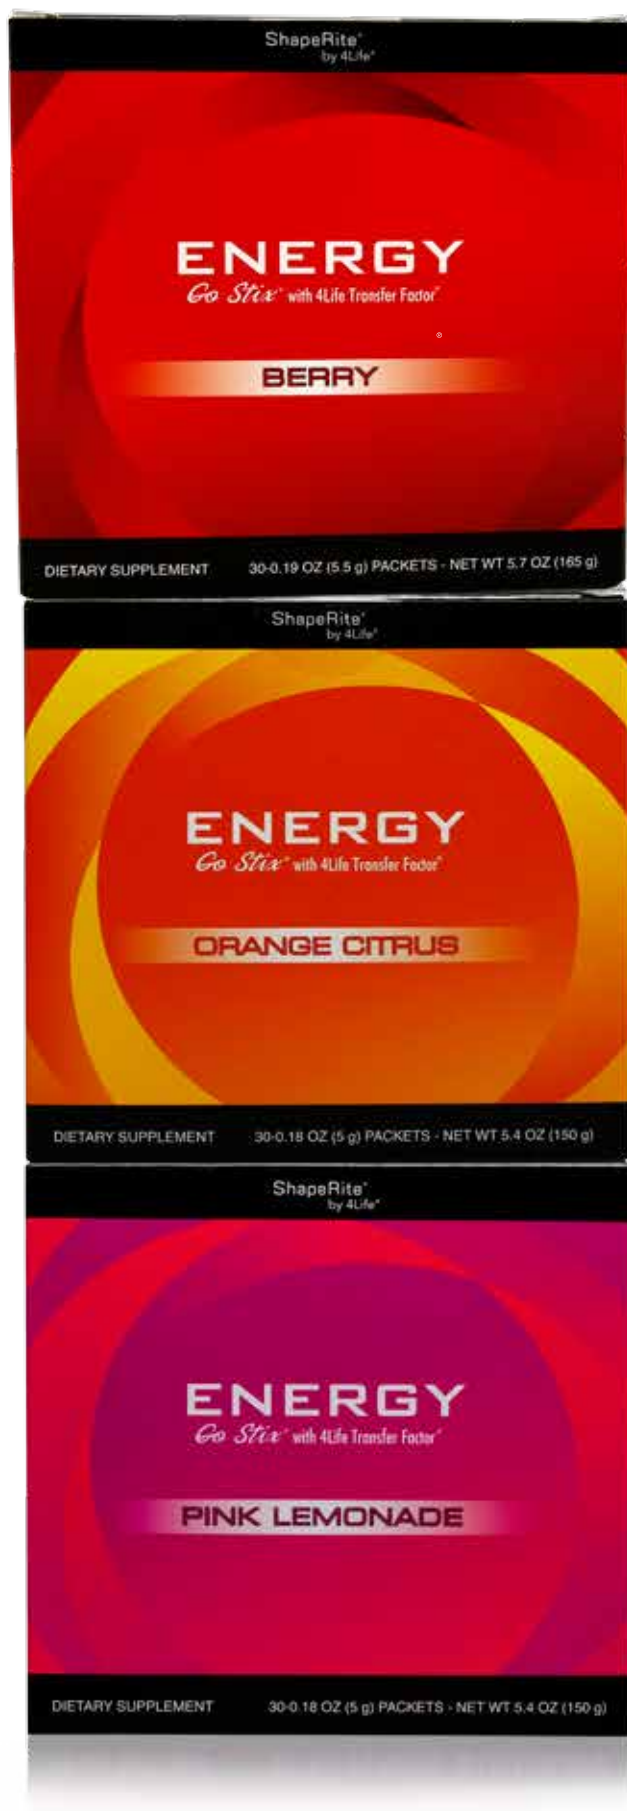 ShapeRite®
by 4Life®
ENERGY
Go Stix® with 4Life Transfer Factor®
®
BERRY
DIETARY SUPPLEMENT 30-0.19 OZ (5.5 g) PACKETS - NET WT 5.7 OZ (165 g)
ShapeRite®
by 4Life®
ENERGY
Go Stix® with 4Life Transfer Factor®
ORANGE CITRUS
DIETARY SUPPLEMENT 30-0.18 OZ (5 g) PACKETS - NET WT 5.4 OZ (150 g)
ShapeRite®
by 4Life®
ENERGY
Go Stix® with 4Life Transfer Factor®
PINK LEMONADE
DIETARY SUPPLEMENT 30-0.18 OZ (5 g) PACKETS - NET WT 5.4 OZ (150 g)